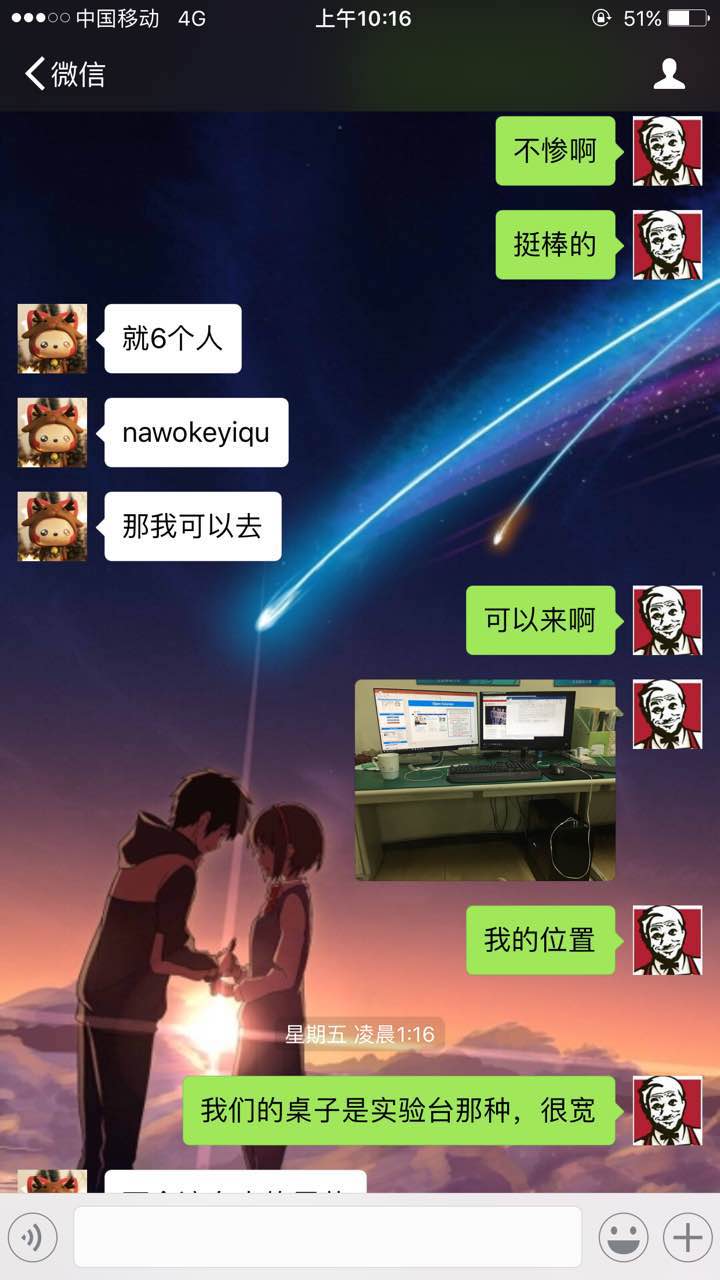 中国移动 4G 上午10:16 51%
微信
不惨啊
挺棒的
就6个人
nawokeyiqu
那我可以去
可以来啊
我的位置
星期五 凌晨1:16
我们的桌子是实验台那种，很宽